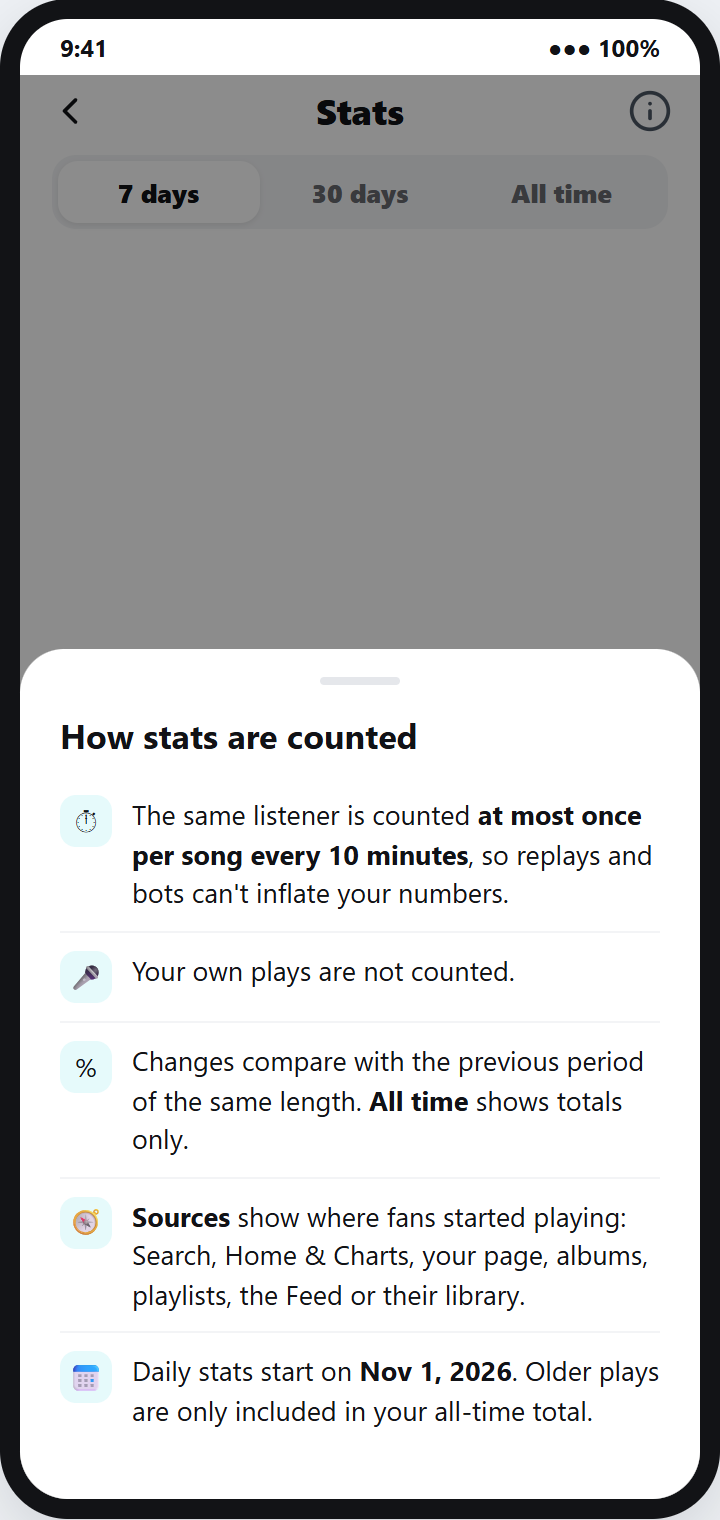 9:41 ●●● 100%
Stats
7 days 30 days All time
How stats are counted
The same listener is counted at most once
per song every 10 minutes, so replays and
bots can't inflate your numbers.
Your own plays are not counted.
%
Changes compare with the previous period
of the same length. All time shows totals
only.
Sources show where fans started playing:
Search, Home & Charts, your page, albums,
playlists, the Feed or their library.
Daily stats start on Nov 1, 2026. Older plays
are only included in your all-time total.